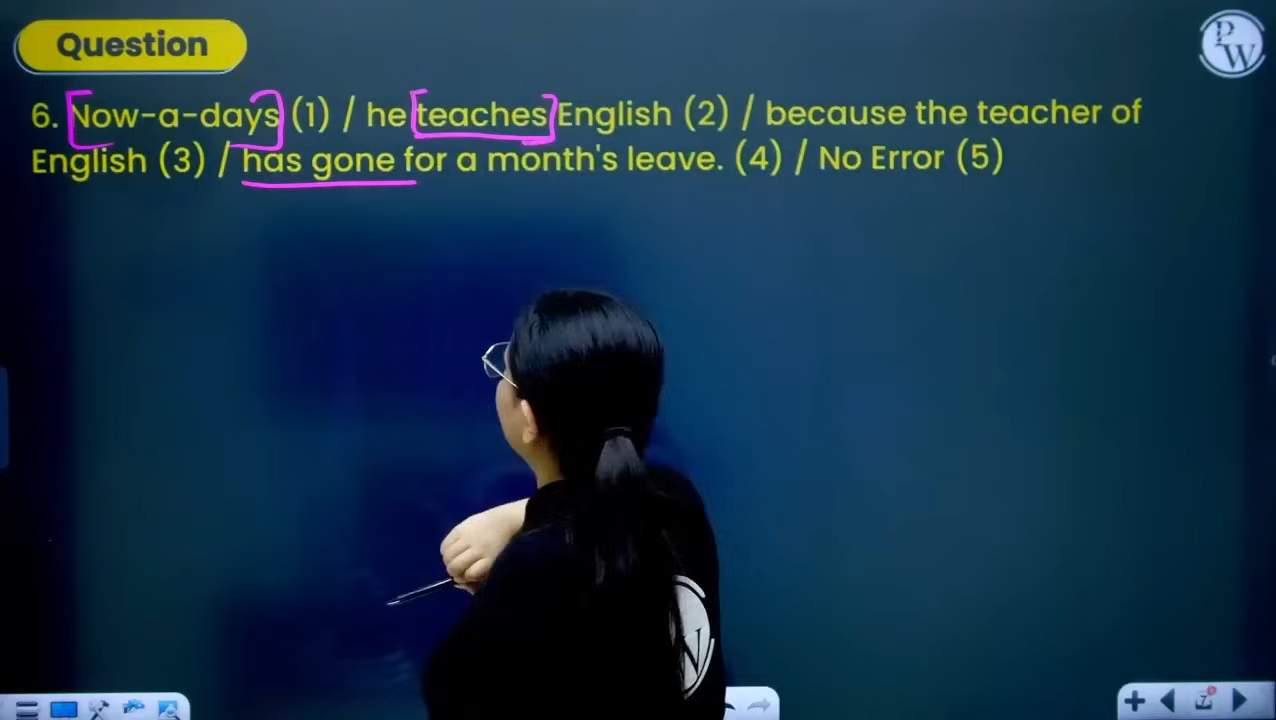 Question
PW
6. Now-a-days (1) / he teaches English (2) / because the teacher of
English (3) / has gone for a month's leave. (4) / No Error (5)